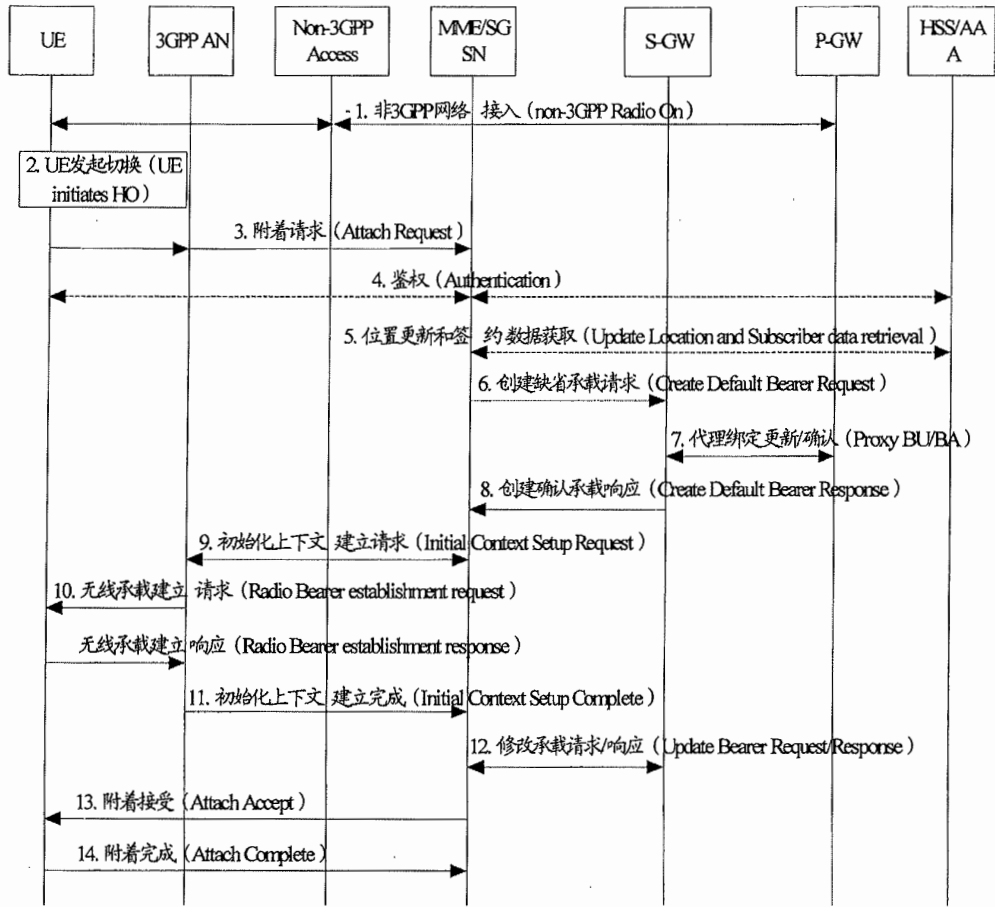 UE
3GPP AN
Non-3GPP
Access
MME/SG
SN
S-GW
P-GW
HSS/AA
A
1. 非3GPP网络 接入 (non-3GPP Radio On)
2. UE发起切换 (UE
initiates HO)
3. 附着请求 (Attach Request)
4. 鉴权 (Authentication)
5. 位置更新和签 约数据获取 (Update Location and Subscriber data retrieval)
6. 创建缺省承载请求 (Create Default Bearer Request)
7. 代理绑定更新/确认 (Proxy BU/BA)
8. 创建确认承载响应 (Create Default Bearer Response)
9. 初始化上下文 建立请求 (Initial Context Setup Request)
10. 无线承载建立 请求 (Radio Bearer establishment request)
无线承载建立响应 (Radio Bearer establishment response)
11. 初始化上下文 建立完成 (Initial Context Setup Complete)
12. 修改承载请求/响应 (Update Bearer Request/Response)
13. 附着接受 (Attach Accept)
14. 附着完成 (Attach Complete)